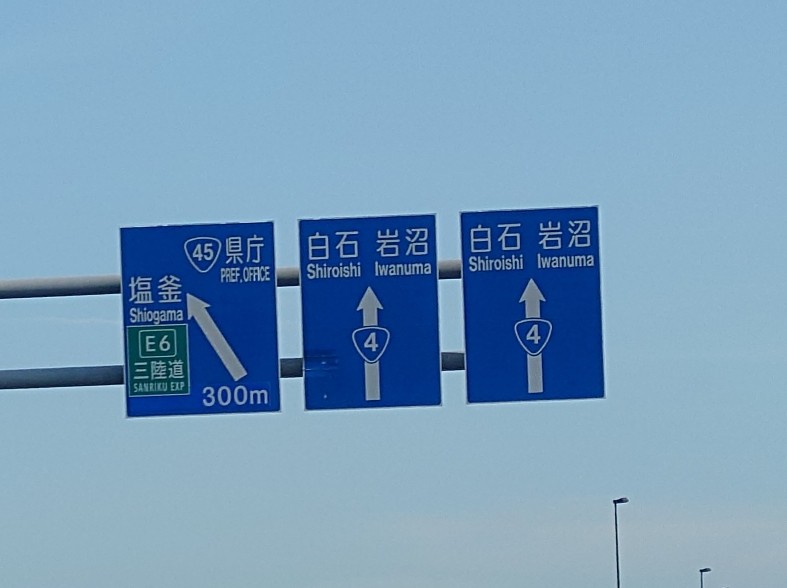 45 県庁
PREF. OFFICE
塩釜
Shiogama
E6
三陸道
SANRIKU EXP
300m
白石 岩沼
Shiroishi Iwanuma
4
白石 岩沼
Shiroishi Iwanuma
4